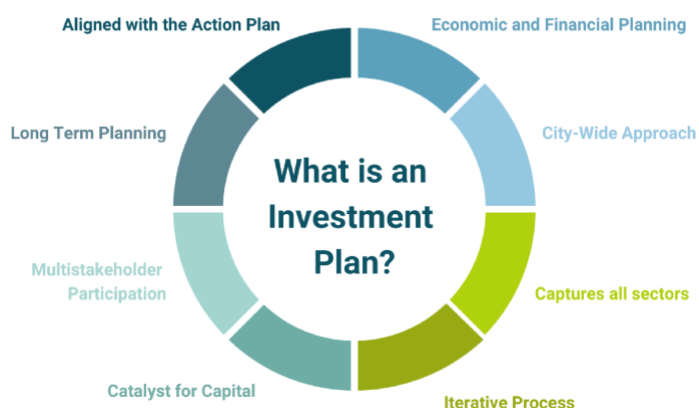 Aligned with the Action Plan
Economic and Financial Planning
Long Term Planning
City-Wide Approach
What is an
Investment
Plan?
Multistakeholder
Participation
Captures all sectors
Catalyst for Capital
Iterative Process